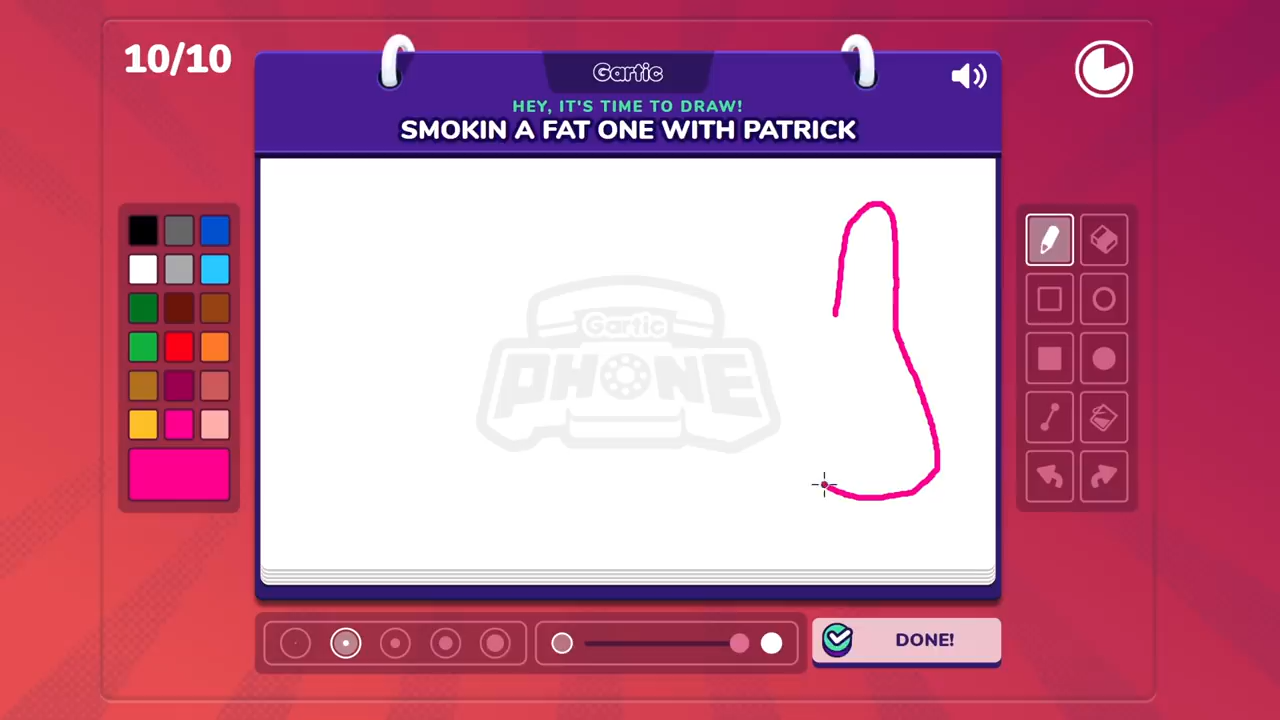 10/10
Gartic
HEY, IT'S TIME TO DRAW!
SMOKIN A FAT ONE WITH PATRICK
Gartic
PHONE
DONE!